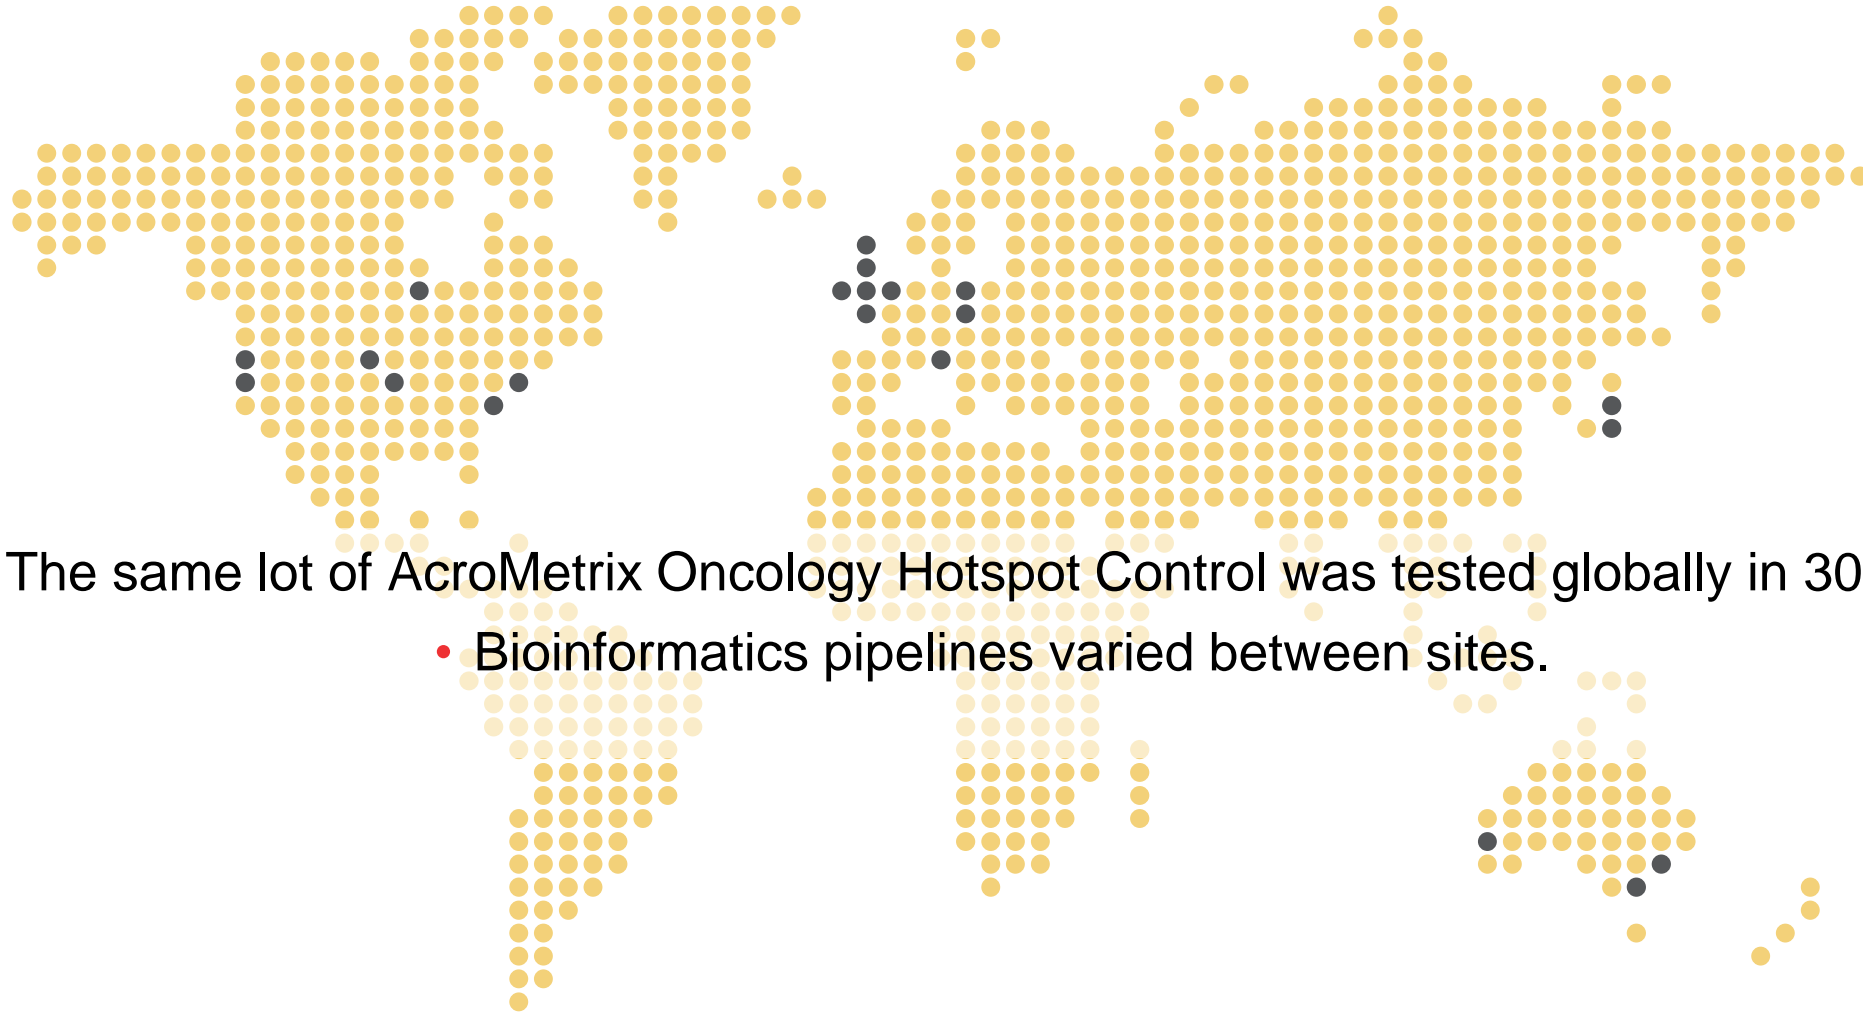 The same lot of AcroMetrix Oncology Hotspot Control was tested globally in 30
• Bioinformatics pipelines varied between sites.